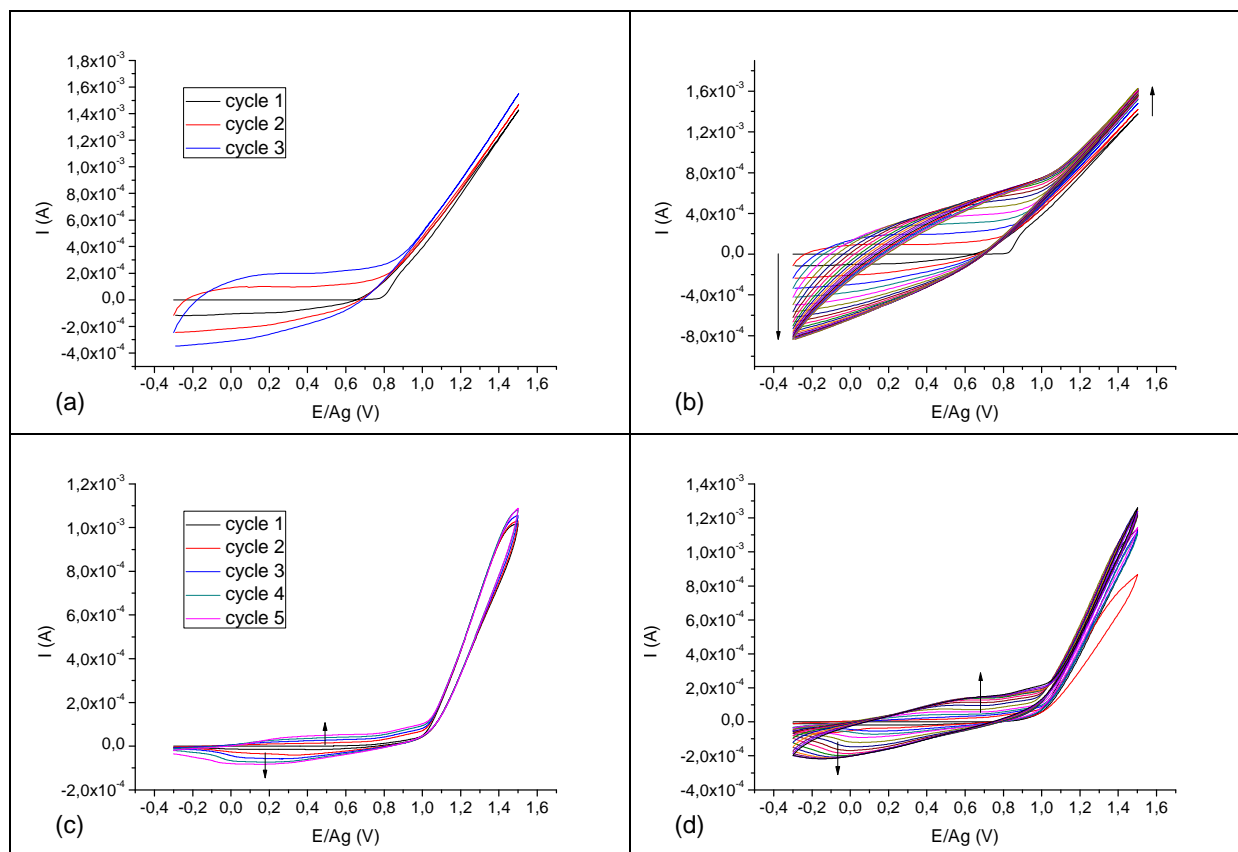 1,8x10⁻³
1,6x10⁻³
1,4x10⁻³
1,2x10⁻³
1,0x10⁻³
8,0x10⁻⁴
6,0x10⁻⁴
4,0x10⁻⁴
2,0x10⁻⁴
0,0
-2,0x10⁻⁴
-4,0x10⁻⁴
I (A)
cycle 1
cycle 2
cycle 3
-0,4 -0,2 0,0 0,2 0,4 0,6 0,8 1,0 1,2 1,4 1,6
E/Ag (V)
(a)
1,6x10⁻³
1,2x10⁻³
8,0x10⁻⁴
4,0x10⁻⁴
0,0
-4,0x10⁻⁴
-8,0x10⁻⁴
I (A)
-0,4 -0,2 0,0 0,2 0,4 0,6 0,8 1,0 1,2 1,4 1,6
E/Ag (V)
(b)
1,2x10⁻³
1,0x10⁻³
8,0x10⁻⁴
6,0x10⁻⁴
4,0x10⁻⁴
2,0x10⁻⁴
0,0
-2,0x10⁻⁴
I (A)
cycle 1
cycle 2
cycle 3
cycle 4
cycle 5
-0,4 -0,2 0,0 0,2 0,4 0,6 0,8 1,0 1,2 1,4 1,6
E/Ag (V)
(c)
1,4x10⁻³
1,2x10⁻³
1,0x10⁻³
8,0x10⁻⁴
6,0x10⁻⁴
4,0x10⁻⁴
2,0x10⁻⁴
0,0
-2,0x10⁻⁴
-4,0x10⁻⁴
I (A)
-0,4 -0,2 0,0 0,2 0,4 0,6 0,8 1,0 1,2 1,4 1,6
E/Ag (V)
(d)